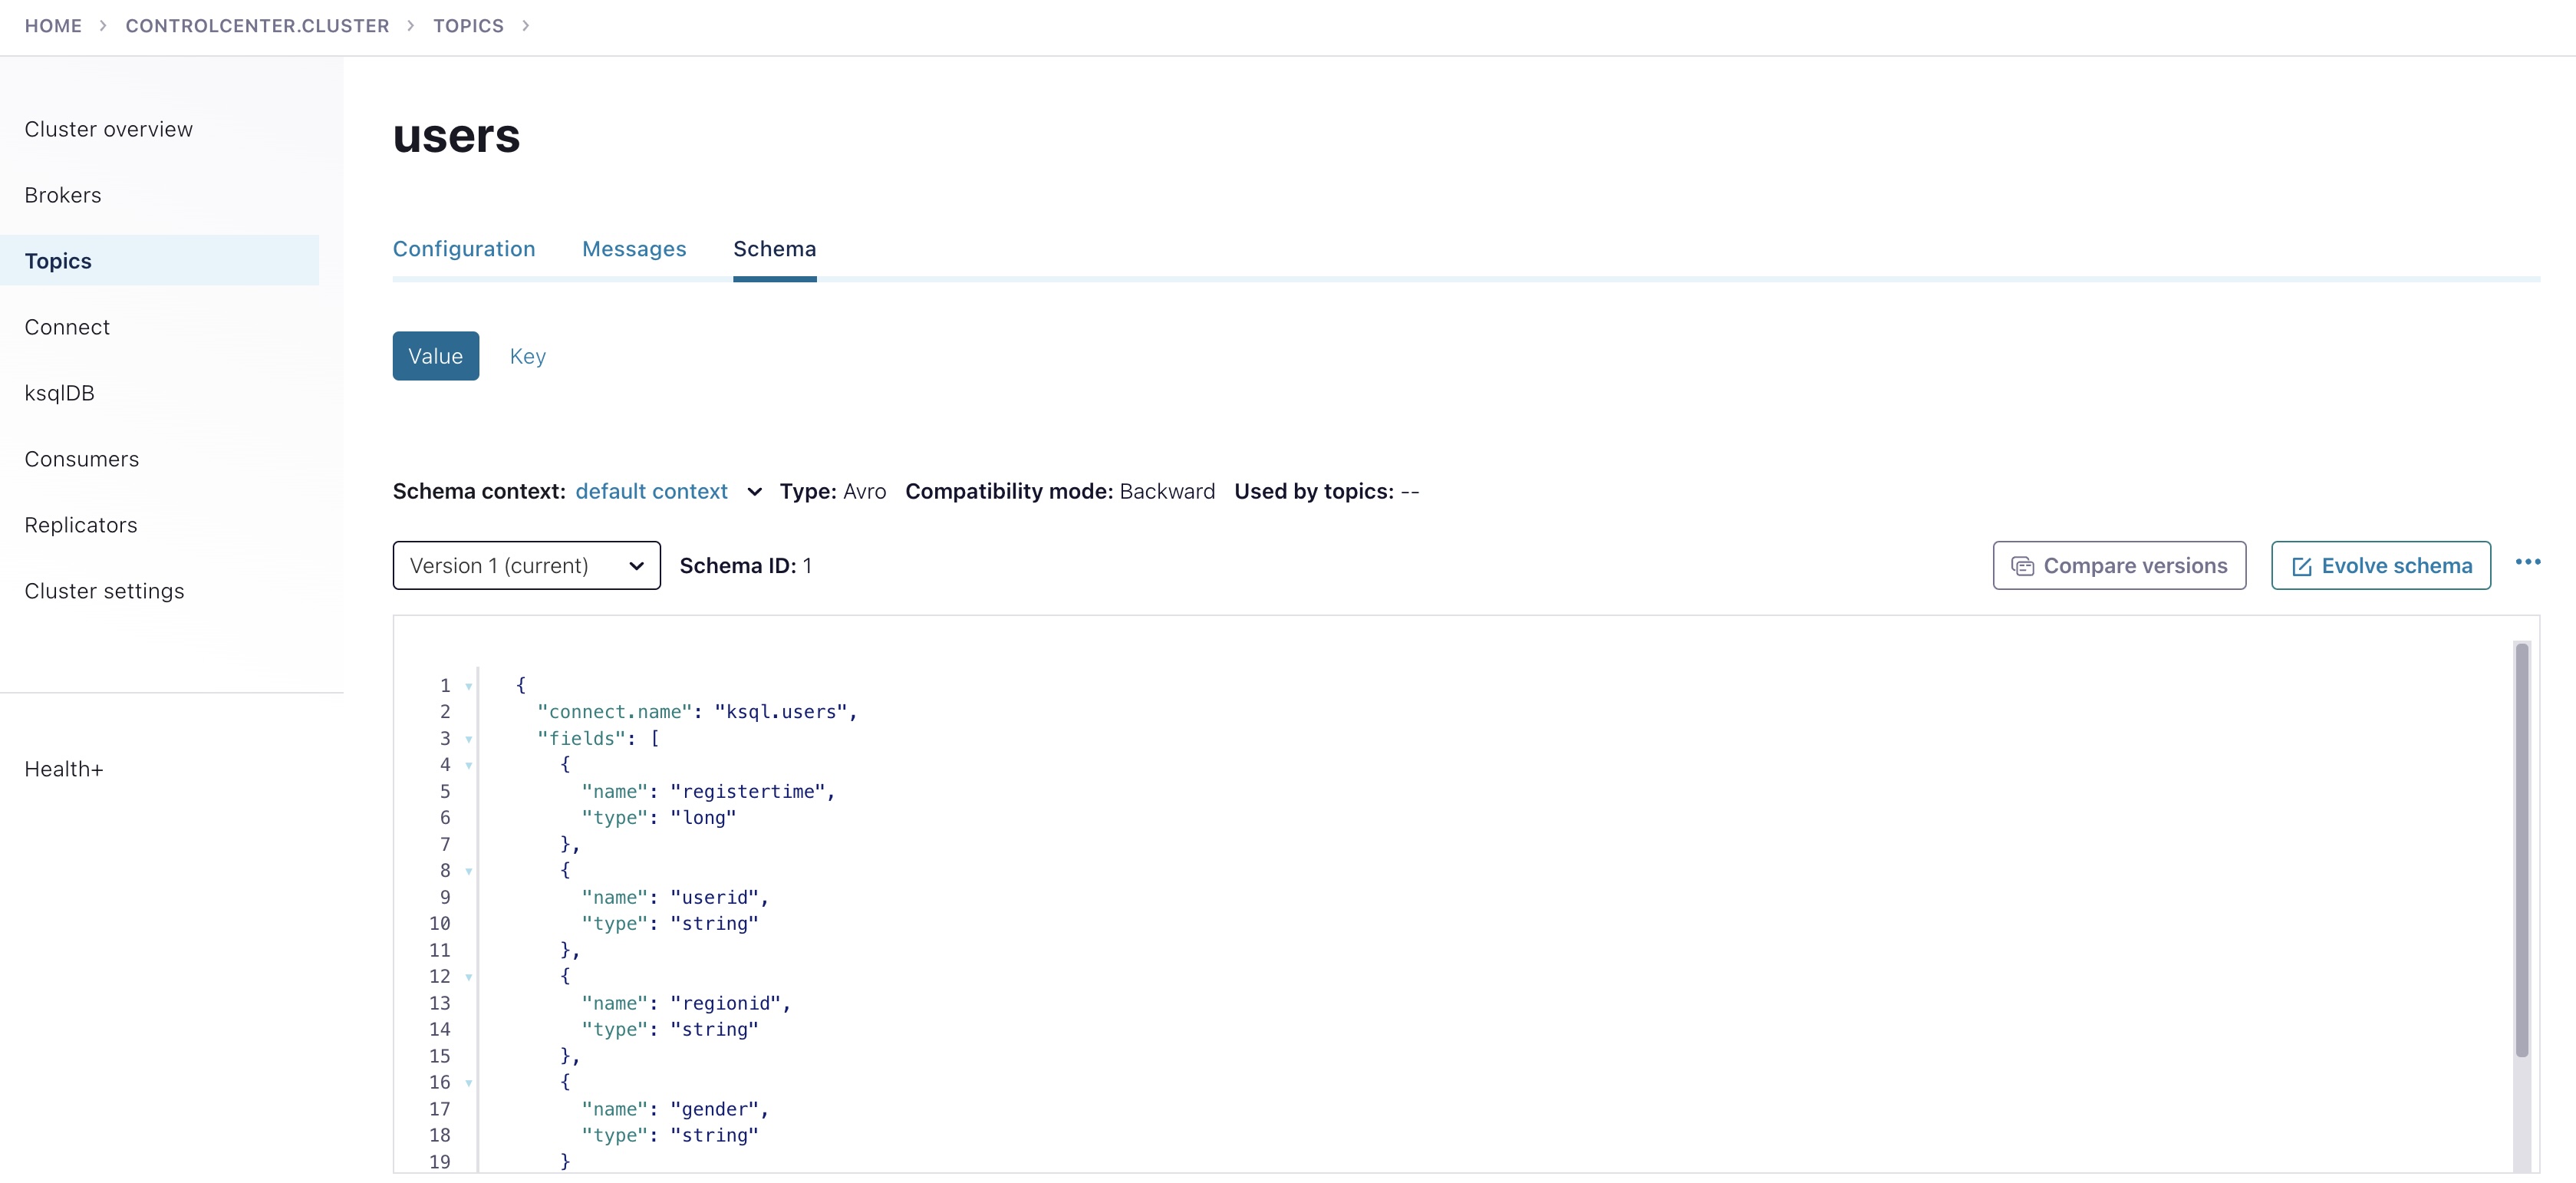 HOME > CONTROLCENTER.CLUSTER > TOPICS >
Cluster overview
Brokers
Topics
Connect
ksqlDB
Consumers
Replicators
Cluster settings
Health+
users
Configuration Messages Schema
Value Key
Schema context: default context Type: Avro Compatibility mode: Backward Used by topics: --
Version 1 (current) Schema ID: 1 Compare versions Evolve schema ...
1 {
2 "connect.name": "ksql.users",
3 "fields": [
4 {
5 "name": "registertime",
6 "type": "long"
7 },
8 {
9 "name": "userid",
10 "type": "string"
11 },
12 {
13 "name": "regionid",
14 "type": "string"
15 },
16 {
17 "name": "gender",
18 "type": "string"
19 }